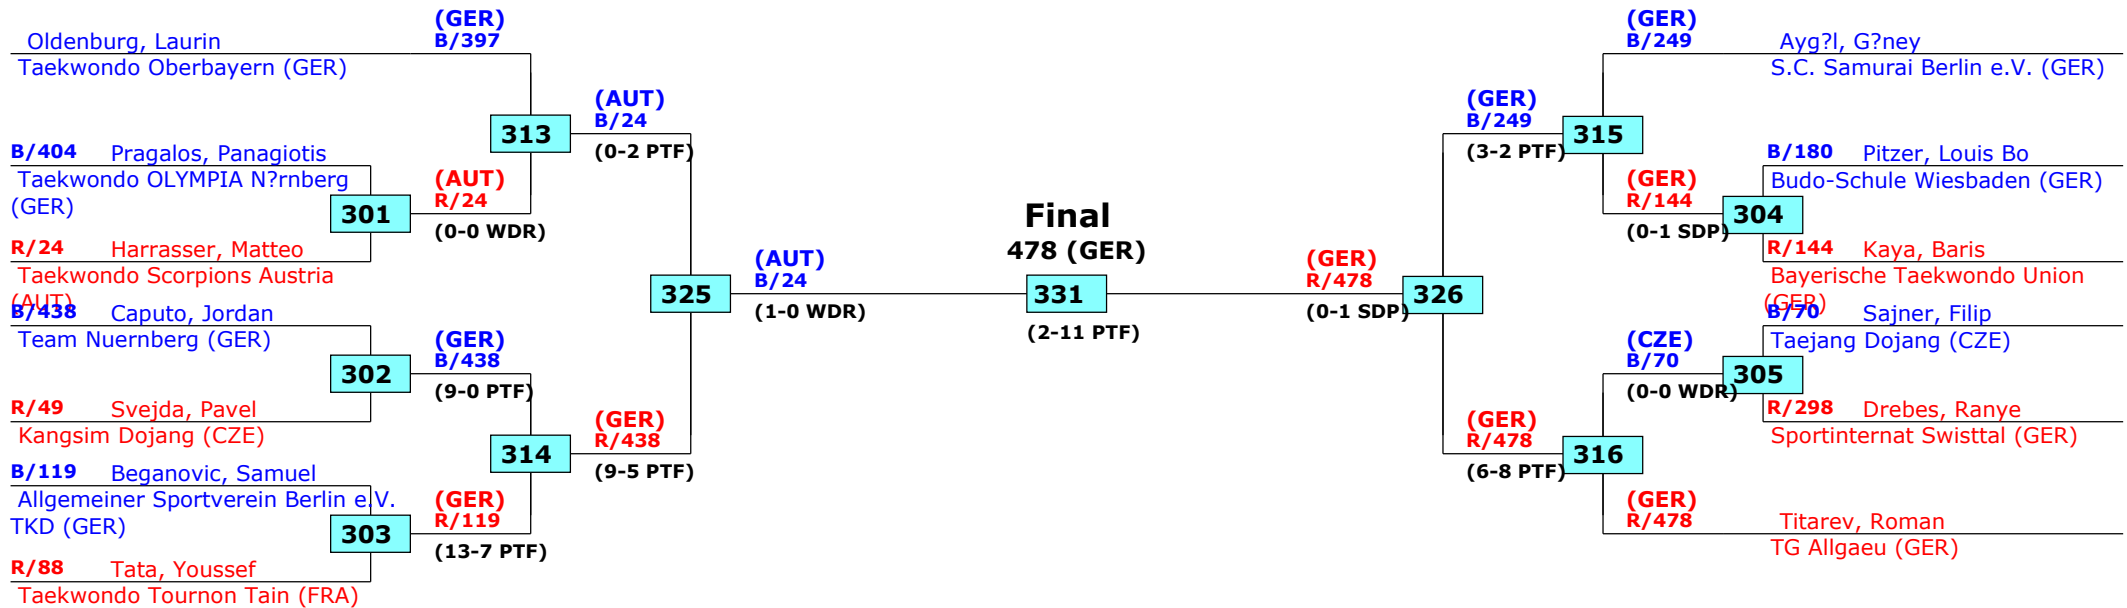 (GER)
B/397
Oldenburg, Laurin
Taekwondo Oberbayern (GER)
313
B/404 Pragalos, Panagiotis
Taekwondo OLYMPIA N?rnberg
(GER)
301
(AUT)
R/24
(0-0 WDR)
R/24 Harrasser, Matteo
Taekwondo Scorpions Austria
(AUT)
(AUT)
B/24
(0-2 PTF)
B/438 Caputo, Jordan
Team Nuernberg (GER)
302
(GER)
B/438
(9-0 PTF)
R/49 Svejda, Pavel
Kangsim Dojang (CZE)
314
(GER)
R/438
(9-5 PTF)
B/119 Beganovic, Samuel
Allgemeiner Sportverein Berlin e.V.
TKD (GER)
303
(GER)
R/119
(13-7 PTF)
R/88 Tata, Youssef
Taekwondo Tournon Tain (FRA)
325
(AUT)
B/24
(1-0 WDR)
Final
478 (GER)
331
(2-11 PTF)
(GER)
R/478
(0-1 SDP)
326
(GER)
B/249
(3-2 PTF)
315
(GER)
B/249
Ayg?l, G?ney
S.C. Samurai Berlin e.V. (GER)
(GER)
R/144
(0-1 SDP)
304
B/180 Pitzer, Louis Bo
Budo-Schule Wiesbaden (GER)
R/144 Kaya, Baris
Bayerische Taekwondo Union
(GER)
(CZE)
B/70
(0-0 WDR)
305
B/70 Sajner, Filip
Taejang Dojang (CZE)
R/298 Drebes, Ranye
Sportinternat Swisttal (GER)
(GER)
R/478
(6-8 PTF)
316
(GER)
R/478
Titarev, Roman
TG Allgaeu (GER)